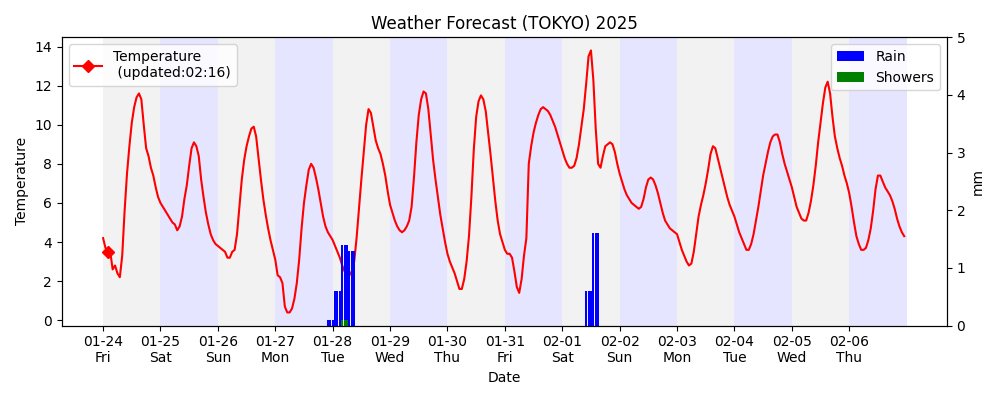 Weather Forecast (TOKYO) 2025
Temperature
(updated:02:16)
Rain
Showers
Temperature
14
12
10
8
6
4
2
0
5
4
3
2
1
0
mm
01-24 01-25 01-26 01-27 01-28 01-29 01-30 01-31 02-01 02-02 02-03 02-04 02-05 02-06
Fri Sat Sun Mon Tue Wed Thu Fri Sat Sun Mon Tue Wed Thu
Date